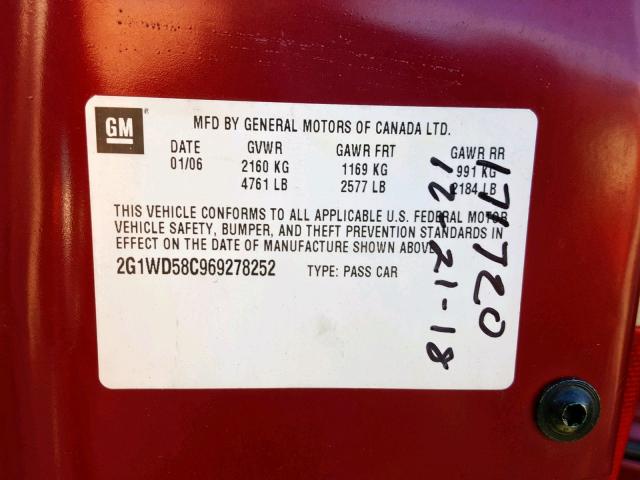 GM
MFD BY GENERAL MOTORS OF CANADA LTD.
DATE GVWR GAWR FRT GAWR RR
01/06 2160 KG 1169 KG 991 KG
4761 LB 2577 LB 2184 LB
THIS VEHICLE CONFORMS TO ALL APPLICABLE U.S. FEDERAL MOTOR
VEHICLE SAFETY, BUMPER, AND THEFT PREVENTION STANDARDS IN
EFFECT ON THE DATE OF MANUFACTURE SHOWN ABOVE.
2G1WD58C969278252 TYPE: PASS CAR
171720
12-21-18